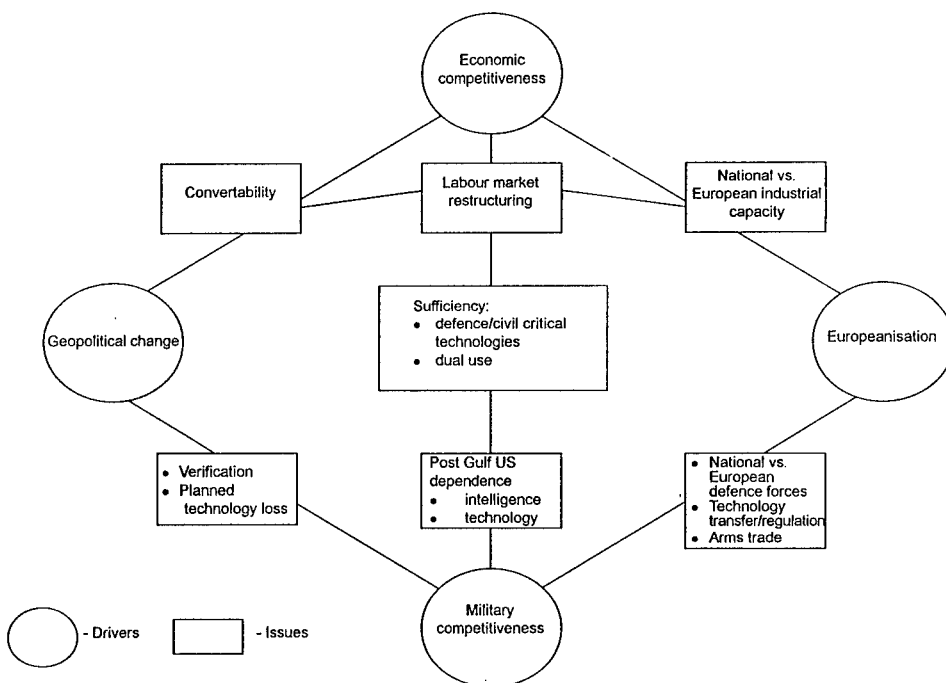 Economic
competitiveness
Convertability
Labour market
restructuring
National vs.
European industrial
capacity
Geopolitical change
Sufficiency:
• defence/civil critical
technologies
• dual use
Europeanisation
• Verification
• Planned
technology loss
Post Gulf US
dependence
• intelligence
• technology
• National vs.
European
defence forces
• Technology
transfer/regulation
• Arms trade
Military
competitiveness
- Drivers
- Issues